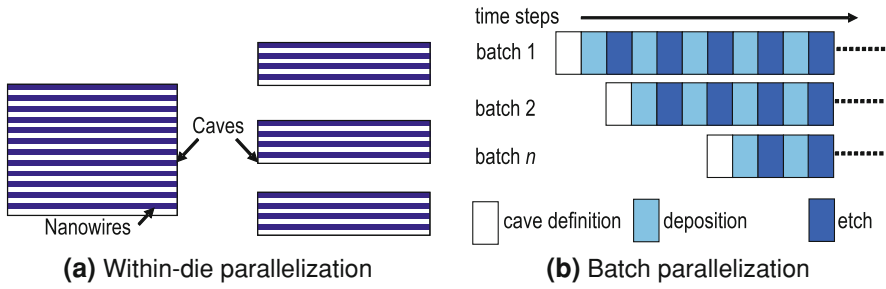 Caves
Nanowires
(a) Within-die parallelization
time steps
batch 1
batch 2
batch n
cave definition
deposition
etch
(b) Batch parallelization